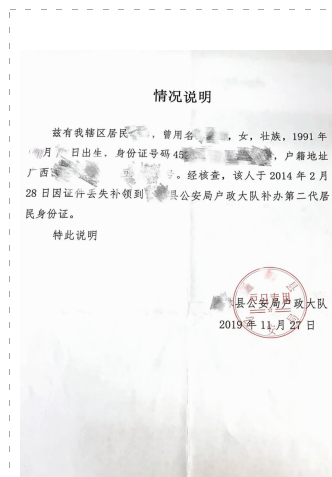 情况说明
兹有我辖区居民 ，曾用名 ，女，壮族，1991 年
月 日出生，身份证号码 45 ，户籍地址
广西 。经核查，该人于 2014 年 2 月
28 日因证件丢失补领到 县公安局户政大队补办第二代居
民身份证。
特此说明
县公安局户政大队
2019 年 11 月 27 日